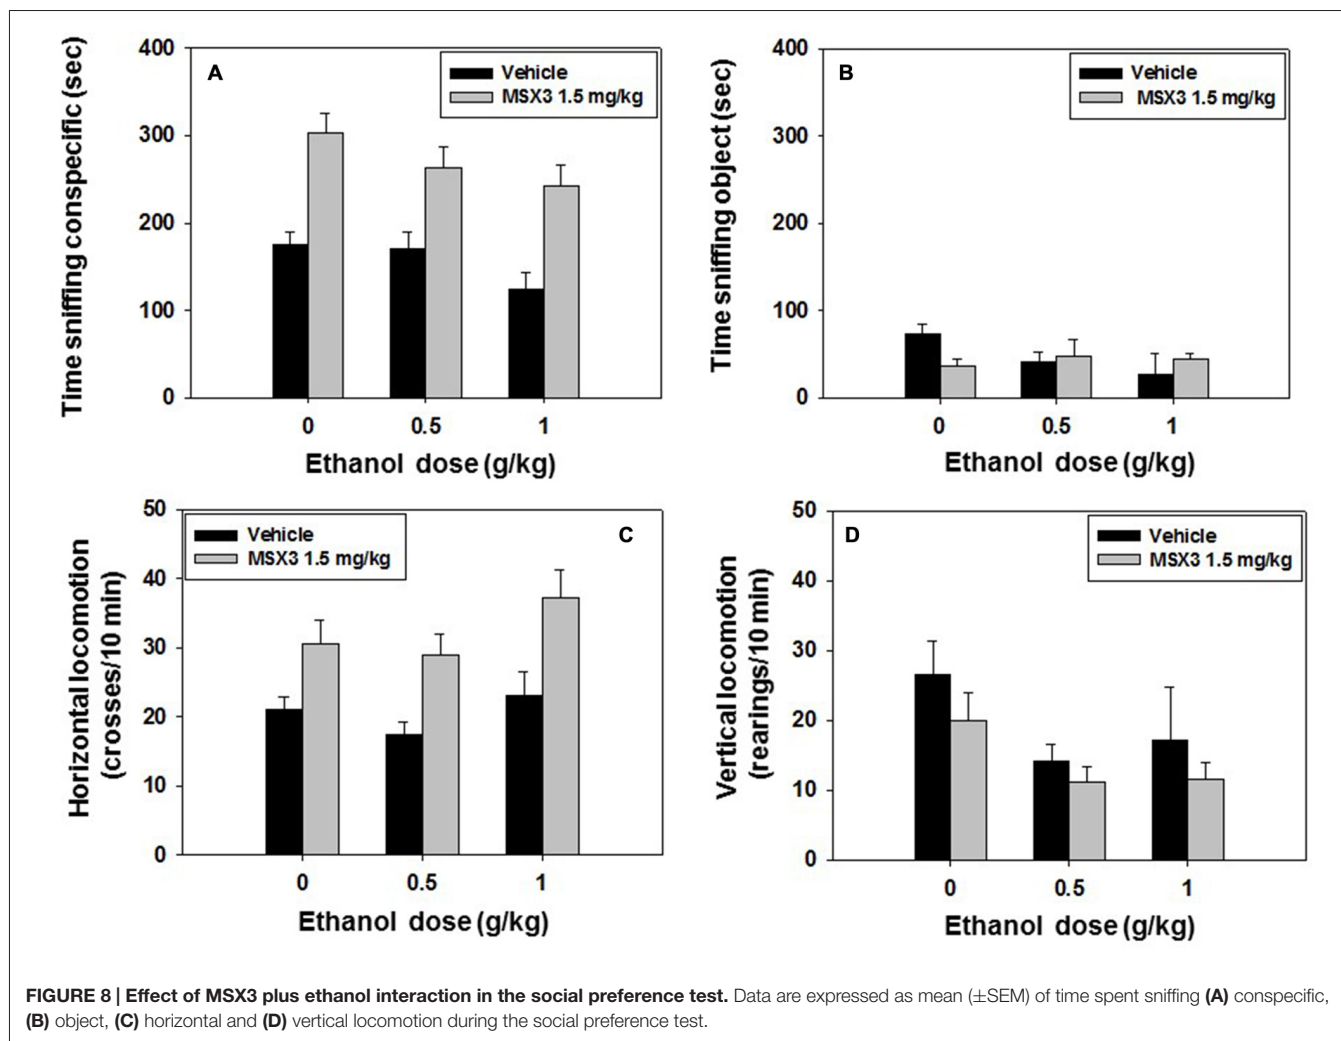 A
Vehicle
MSX3 1.5 mg/kg
Time sniffing conspecific (sec)
400
300
200
100
0
0 0.5 1
Ethanol dose (g/kg)
B
Vehicle
MSX3 1.5 mg/kg
Time sniffing object (sec)
400
300
200
100
0
0 0.5 1
Ethanol dose (g/kg)
Vehicle
MSX3 1.5 mg/kg
C
Horizontal locomotion
(crosses/10 min)
50
40
30
20
10
0
0 0.5 1
Ethanol dose (g/kg)
D
Vehicle
MSX3 1.5 mg/kg
Vertical locomotion
(rearings/10 min)
50
40
30
20
10
0
0 0.5 1
Ethanol dose (g/kg)
FIGURE 8 | Effect of MSX3 plus ethanol interaction in the social preference test. Data are expressed as mean (±SEM) of time spent sniffing (A) conspecific,
(B) object, (C) horizontal and (D) vertical locomotion during the social preference test.